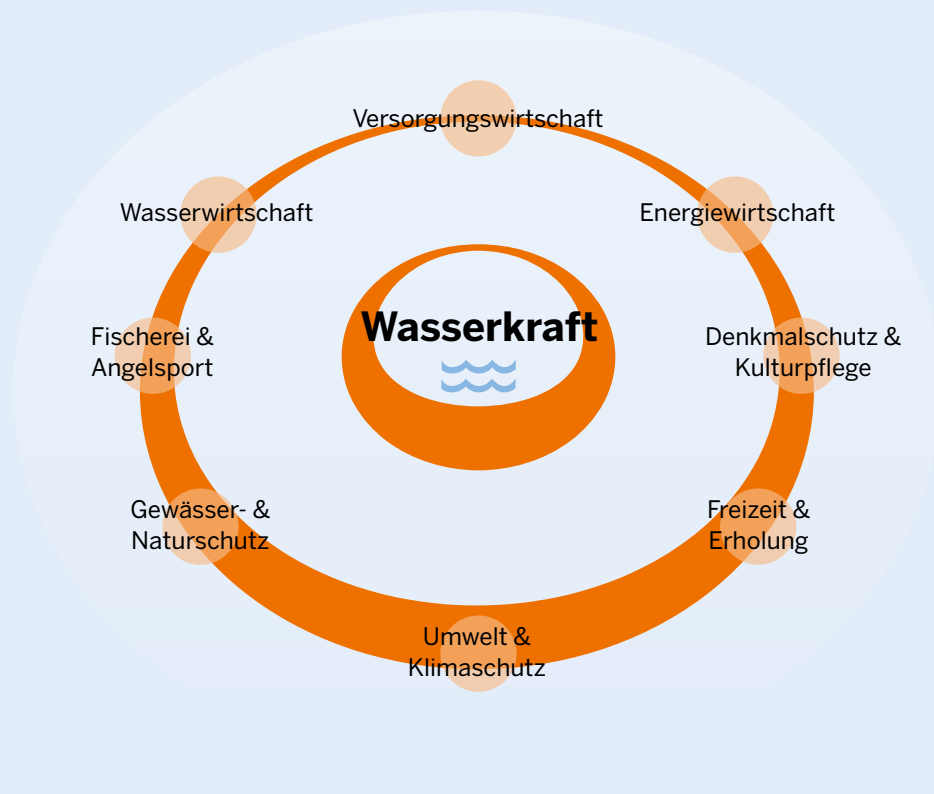 Versorgungswirtschaft
Wasserwirtschaft
Energiewirtschaft
Wasserkraft
Fischerei &
Angelsport
Denkmalschutz &
Kulturpflege
Gewässer- &
Naturschutz
Freizeit &
Erholung
Umwelt &
Klimaschutz